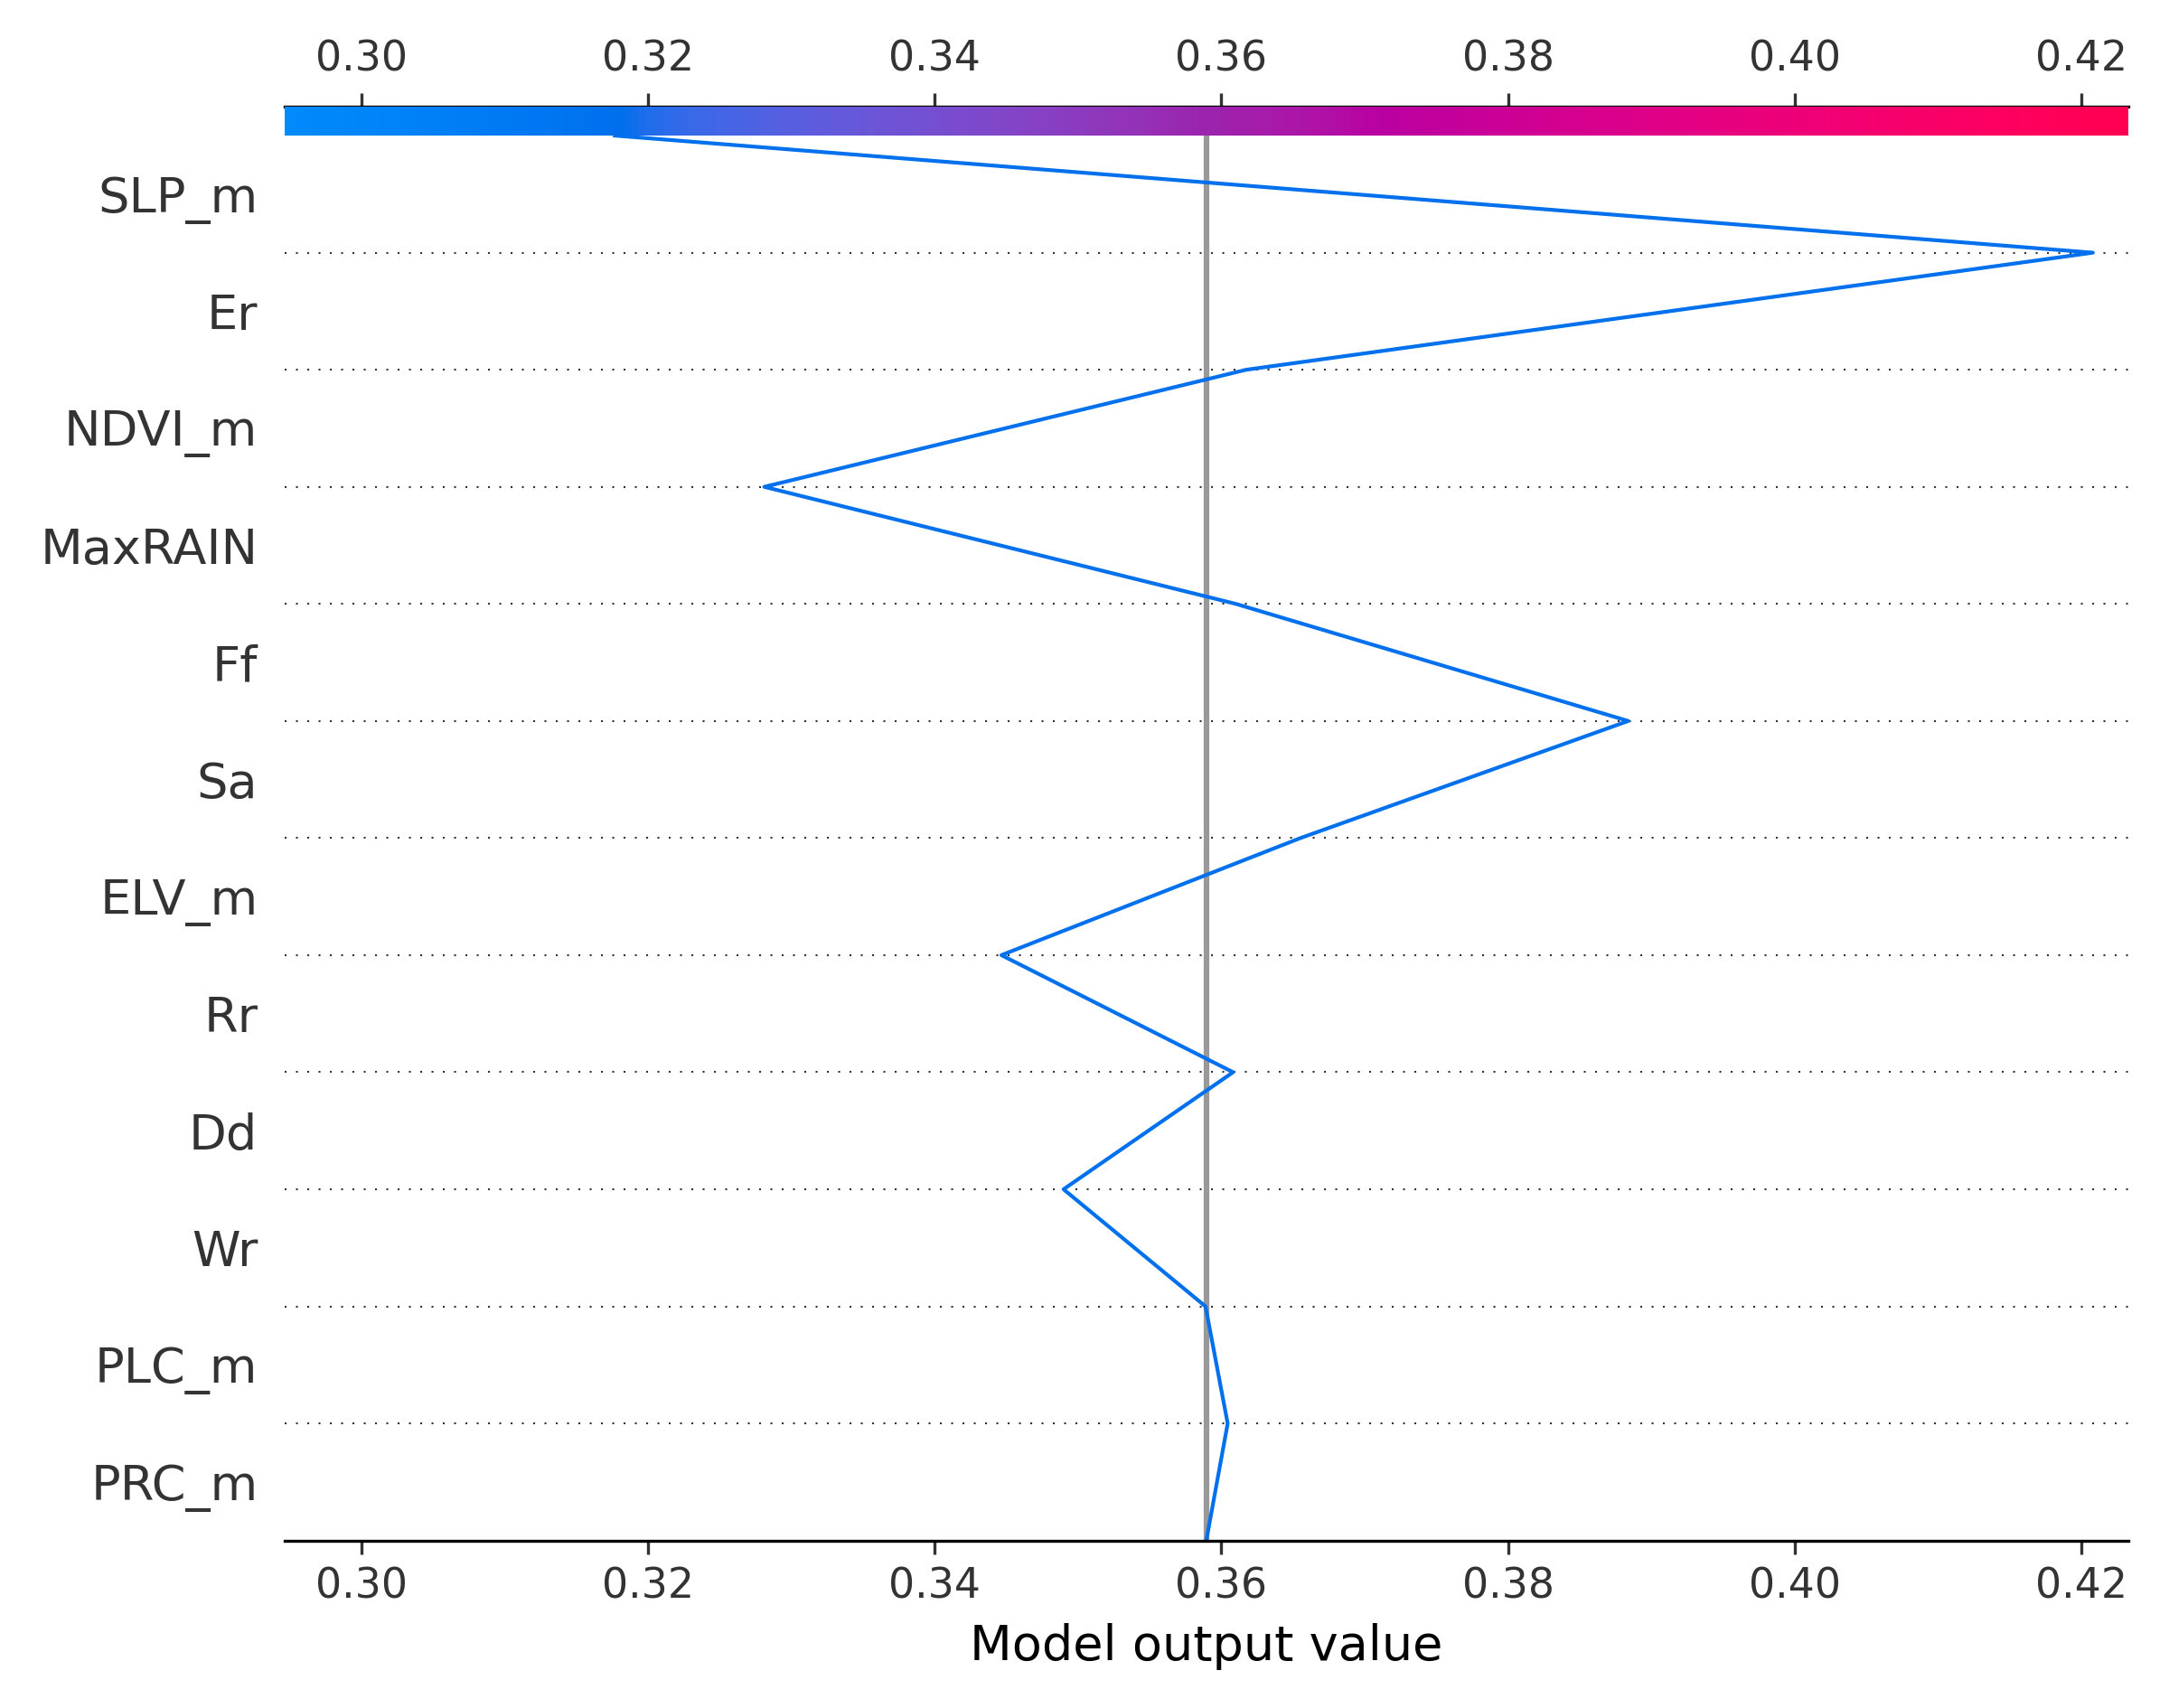 0.30 0.32 0.34 0.36 0.38 0.40 0.42
SLP_m
Er
NDVI_m
MaxRAIN
Ff
Sa
ELV_m
Rr
Dd
Wr
PLC_m
PRC_m
0.30 0.32 0.34 0.36 0.38 0.40 0.42
Model output value